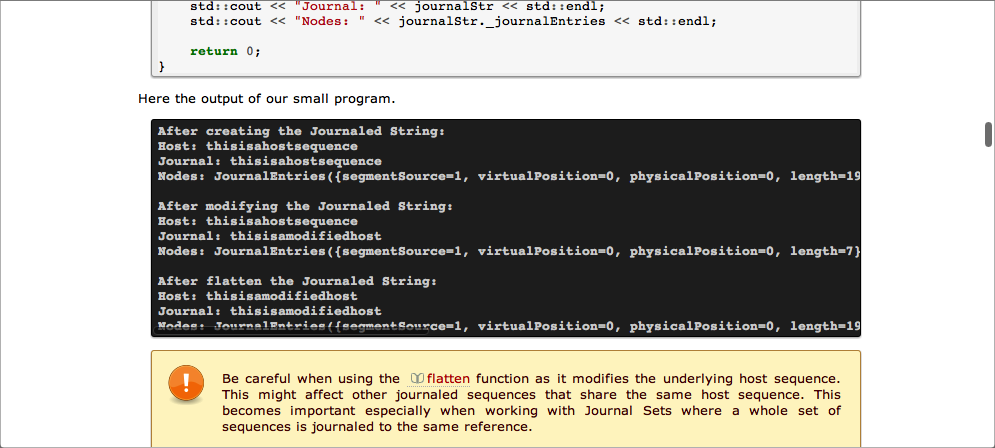 std::cout << "Journal: " << journalStr << std::endl;
std::cout << "Nodes: " << journalStr._journalEntries << std::endl;
return 0;
}
Here the output of our small program.
After creating the Journaled String:
Host: thisisahostsequence
Journal: thisisahostsequence
Nodes: JournalEntries({segmentSource=1, virtualPosition=0, physicalPosition=0, length=19
After modifying the Journaled String:
Host: thisisahostsequence
Journal: thisisamodifiedhost
Nodes: JournalEntries({segmentSource=1, virtualPosition=0, physicalPosition=0, length=7}
After flatten the Journaled String:
Host: thisisamodifiedhost
Journal: thisisamodifiedhost
Nodes: JournalEntries({segmentSource=1, virtualPosition=0, physicalPosition=0, length=19
Be careful when using the flatten function as it modifies the underlying host sequence.
This might affect other journaled sequences that share the same host sequence. This
becomes important especially when working with Journal Sets where a whole set of
sequences is journaled to the same reference.